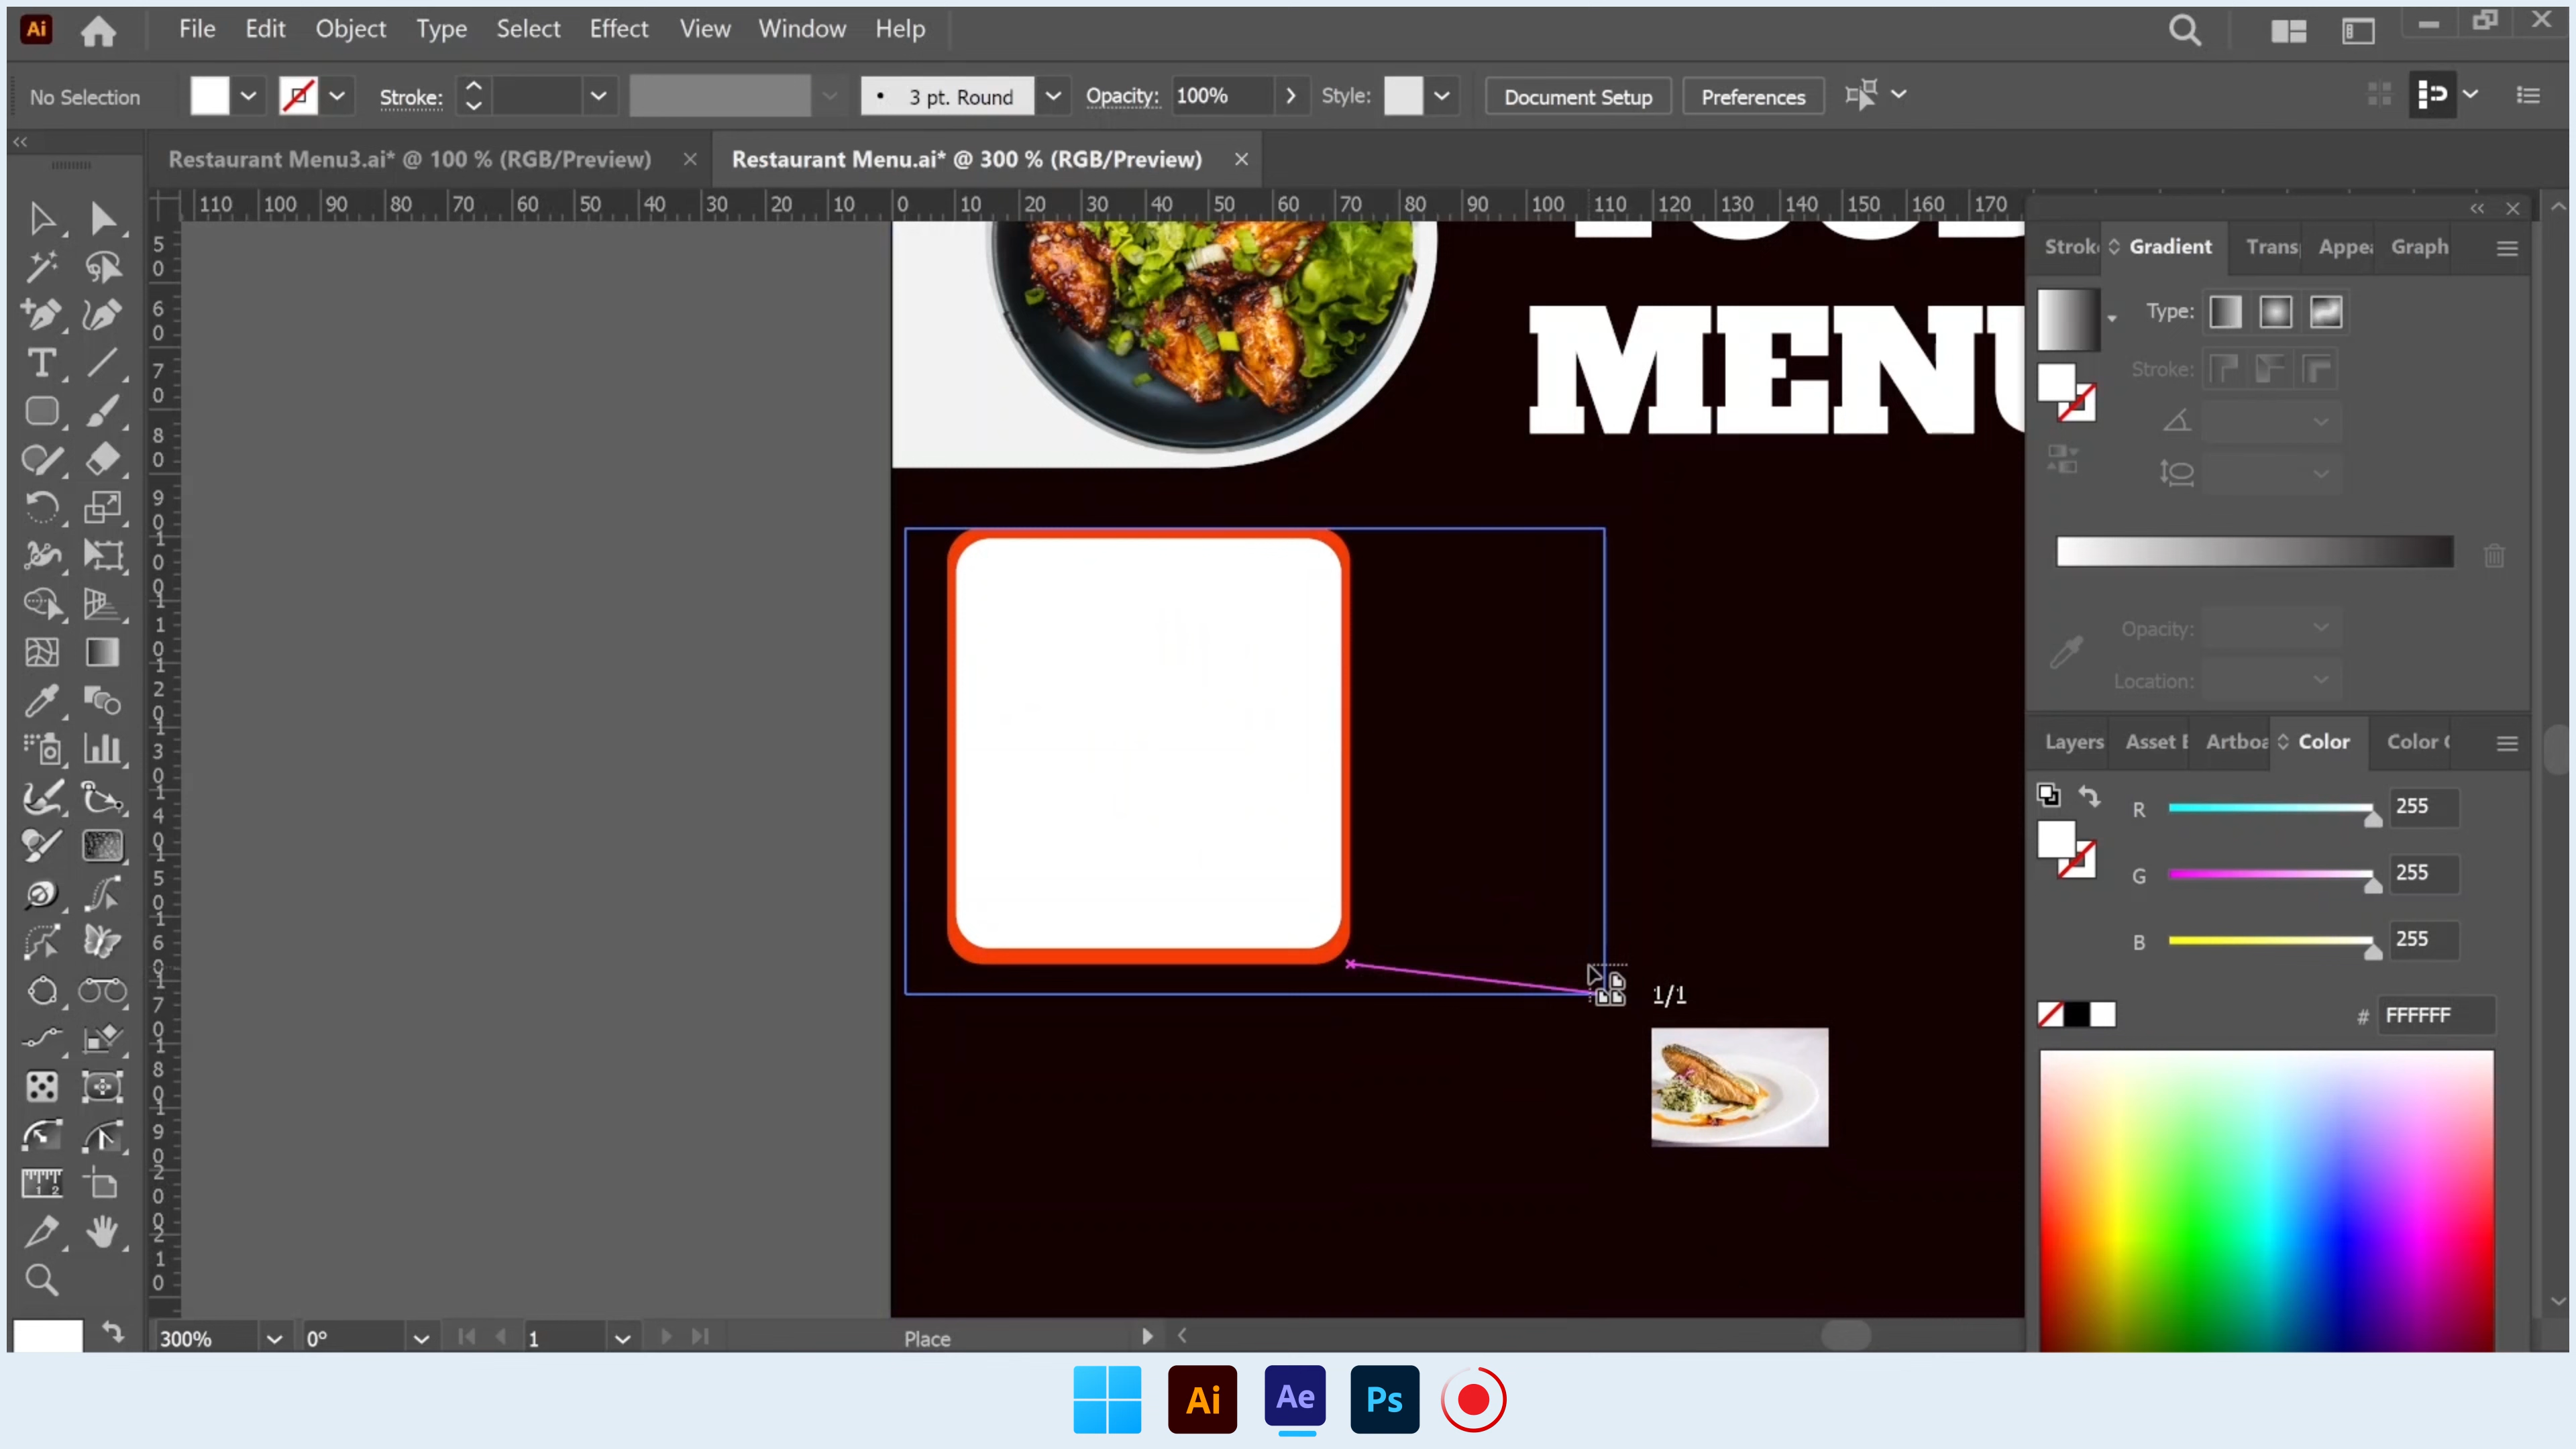 Ai File Edit Object Type Select Effect View Window Help
No Selection Stroke: 3 pt. Round Opacity: 100% Style: Document Setup Preferences
Restaurant Menu3.ai* @ 100 % (RGB/Preview) Restaurant Menu.ai* @ 300 % (RGB/Preview)
110 100 90 80 70 60 50 40 30 20 10 0 10 20 30 40 50 60 70 80 90 100 110 120 130 140 150 160 170
Strok Gradient Trans Appea Graph
Type:
Stroke:
MENU
Opacity:
Location:
Layers Asset E Artboa Color Color
R 255
G 255
B 255
1/1
# FFFFFF
300% 0° 1 Place
Ai Ae Ps